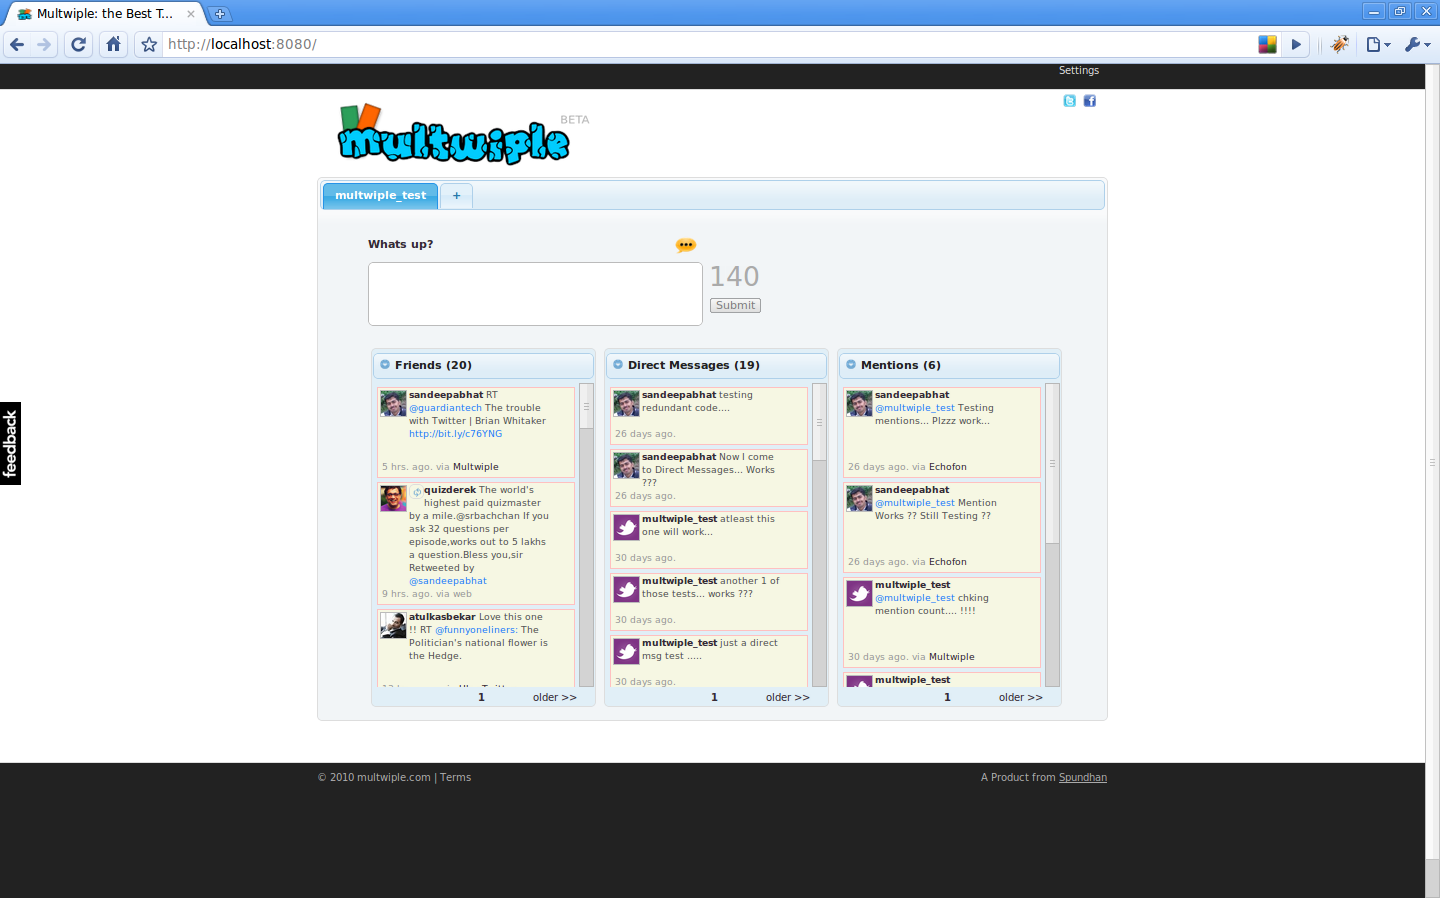 Multwiple: the Best T...
http://localhost:8080/
Settings
multwiple
BETA
multwiple_test
+
Whats up?
140
Submit
feedback
Friends (20)
sandeepabhat RT
@guardiantech The trouble
with Twitter | Brian Whitaker
http://bit.ly/c76YNG
5 hrs. ago. via Multwiple
quizderek The world's
highest paid quizmaster
by a mile.@srbachchan If you
ask 32 questions per
episode,works out to 5 lakhs
a question.Bless you,sir
Retweeted by
@sandeepabhat
9 hrs. ago. via web
atulkasbekar Love this one
!! RT @funnyoneliners: The
Politician's national flower is
the Hedge.
1
older >>
Direct Messages (19)
sandeepabhat testing
redundant code....
26 days ago.
sandeepabhat Now I come
to Direct Messages... Works
???
26 days ago.
multwiple_test atleast this
one will work...
30 days ago.
multwiple_test another 1 of
those tests... works ???
30 days ago.
multwiple_test just a direct
msg test .....
30 days ago.
1
older >>
Mentions (6)
sandeepabhat
@multwiple_test Testing
mentions... Plzzz work...
26 days ago. via Echofon
sandeepabhat
@multwiple_test Mention
Works ?? Still Testing ??
26 days ago. via Echofon
multwiple_test
@multwiple_test chking
mention count.... !!!!
30 days ago. via Multwiple
multwiple_test
1
older >>
© 2010 multwiple.com | Terms
A Product from Spundhan